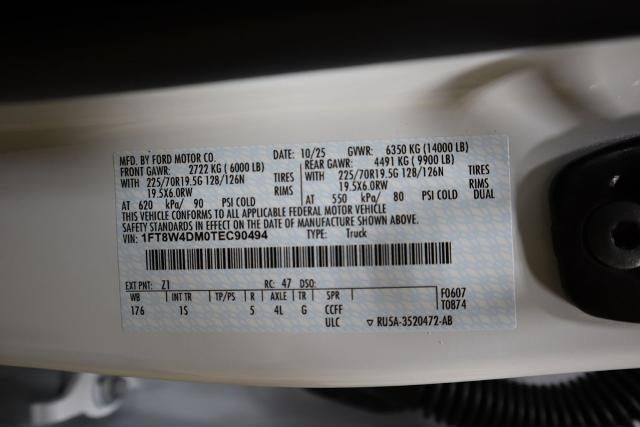 MFD. BY FORD MOTOR CO. DATE: 10/25 GVWR: 6350 KG (14000 LB)
FRONT GAWR: 2722 KG (6000 LB) REAR GAWR: 4491 KG (9900 LB)
WITH 225/70R19.5G 128/126N TIRES WITH 225/70R19.5G 128/126N TIRES
19.5X6.0RW RIMS 19.5X6.0RW RIMS
AT 620 kPa/ 90 PSI COLD AT 550 kPa/ 80 PSI COLD DUAL
THIS VEHICLE CONFORMS TO ALL APPLICABLE FEDERAL MOTOR VEHICLE
SAFETY STANDARDS IN EFFECT ON THE DATE OF MANUFACTURE SHOWN ABOVE.
VIN: 1FT8W4DM0TEC90494 TYPE: Truck
EXT PNT: Z1 RC: 47 DSO: F0607
WB INT TR TP/PS R AXLE TR SPR T0874
176 1S 5 4L G CCFF
ULC ▽ RU5A-3520472-AB